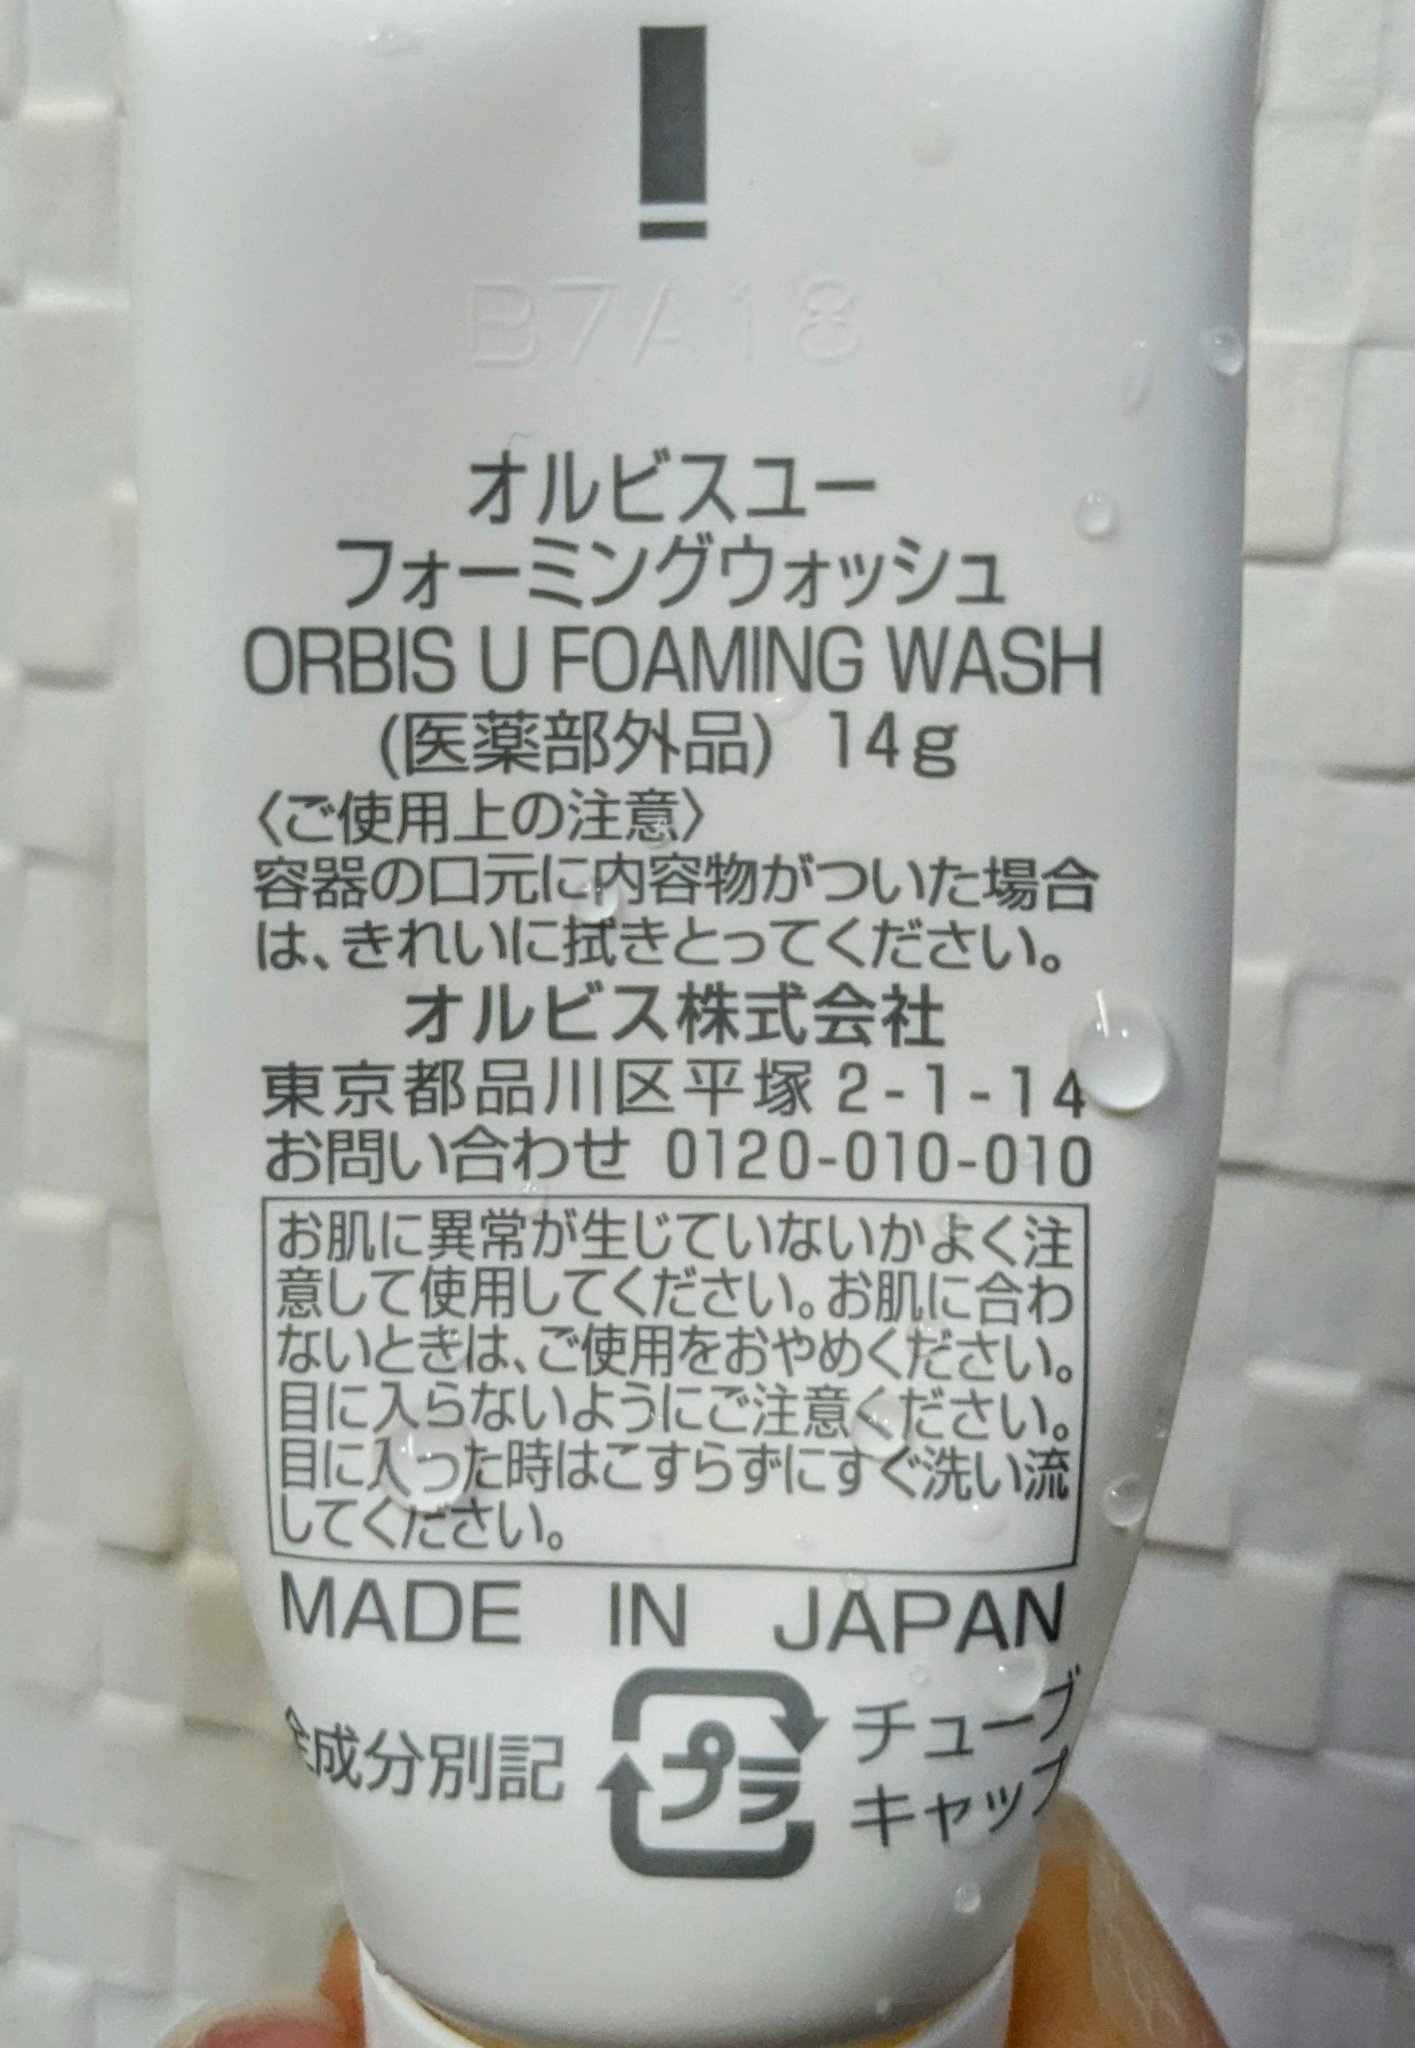 B7A18
オルビスユー
フォーミングウォッシュ
ORBIS U FOAMING WASH
(医薬部外品) 14g
〈ご使用上の注意〉
容器の口元に内容物がついた場合
は、きれいに拭きとってください。
オルビス株式会社
東京都品川区平塚2-1-14
お問い合わせ 0120-010-010
お肌に異常が生じていないかよく注
意して使用してください。お肌に合わ
ないときは、ご使用をおやめください。
目に入らないようにご注意ください。
目に入った時はこすらずにすぐ洗い流
してください。
MADE IN JAPAN
全成分別記
プラ
チューブ
キャップ